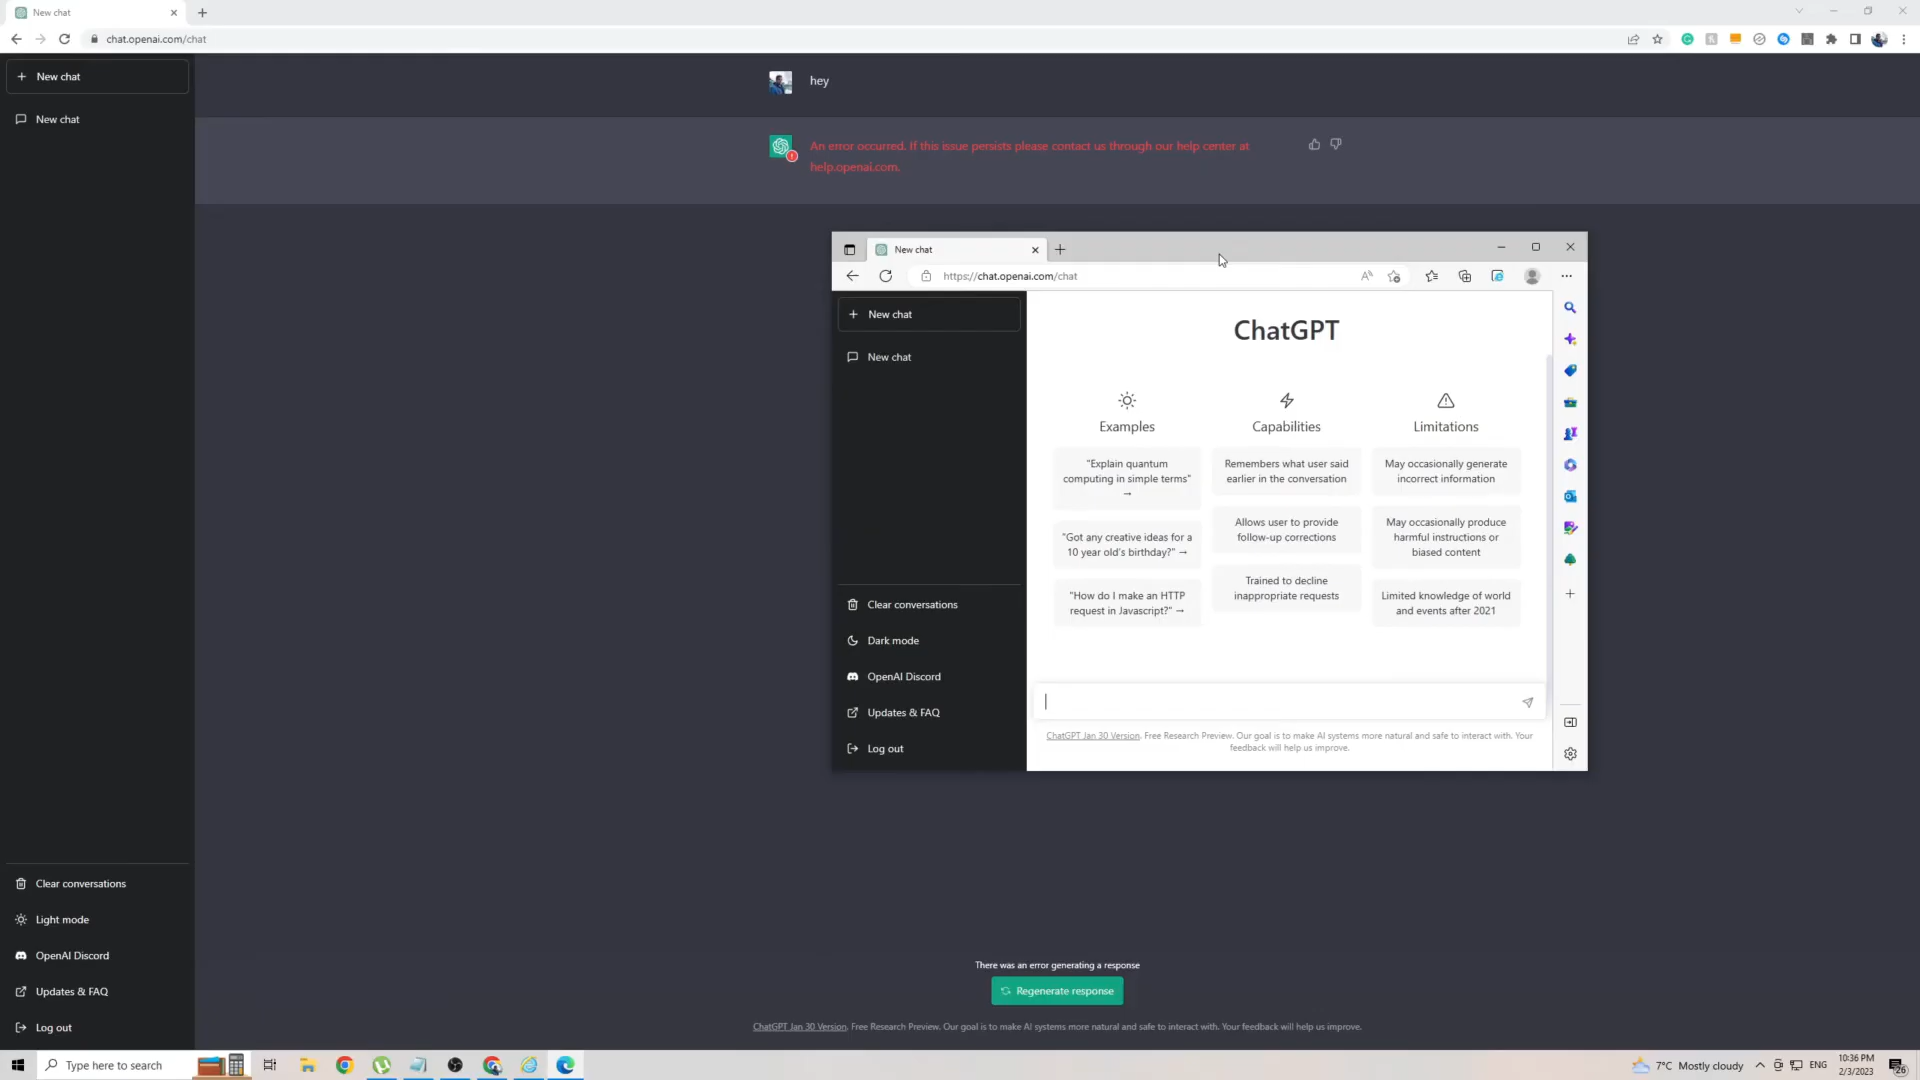 New chat
chat.openai.com/chat
New chat
New chat
hey
An error occurred. If this issue persists please contact us through our help center at
help.openai.com.
New chat
https://chat.openai.com/chat
New chat
New chat
Clear conversations
Dark mode
OpenAI Discord
Updates & FAQ
Log out
ChatGPT
Examples
"Explain quantum
computing in simple terms"
→
"Got any creative ideas for a
10 year old's birthday?" →
"How do I make an HTTP
request in Javascript?" →
Capabilities
Remembers what user said
earlier in the conversation
Allows user to provide
follow-up corrections
Trained to decline
inappropriate requests
Limitations
May occasionally generate
incorrect information
May occasionally produce
harmful instructions or
biased content
Limited knowledge of world
and events after 2021
ChatGPT Jan 30 Version. Free Research Preview. Our goal is to make AI systems more natural and safe to interact with. Your
feedback will help us improve.
Clear conversations
Light mode
OpenAI Discord
Updates & FAQ
Log out
There was an error generating a response
Regenerate response
ChatGPT Jan 30 Version. Free Research Preview. Our goal is to make AI systems more natural and safe to interact with. Your feedback will help us improve.
Type here to search
7°C Mostly cloudy
ENG
10:36 PM
2/3/2023
26